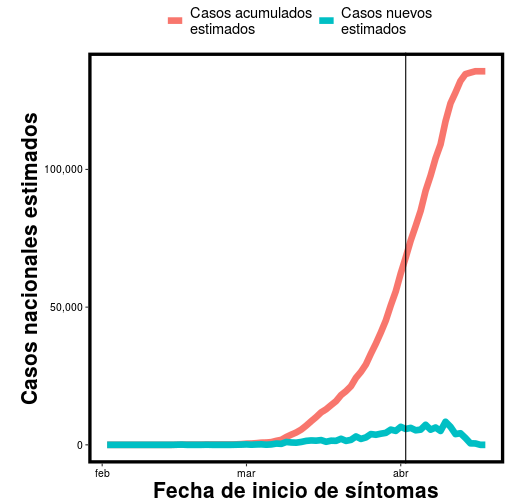 Casos acumulados
estimados
Casos nuevos
estimados
Casos nacionales estimados
100,000
50,000
0
feb
mar
abr
Fecha de inicio de síntomas